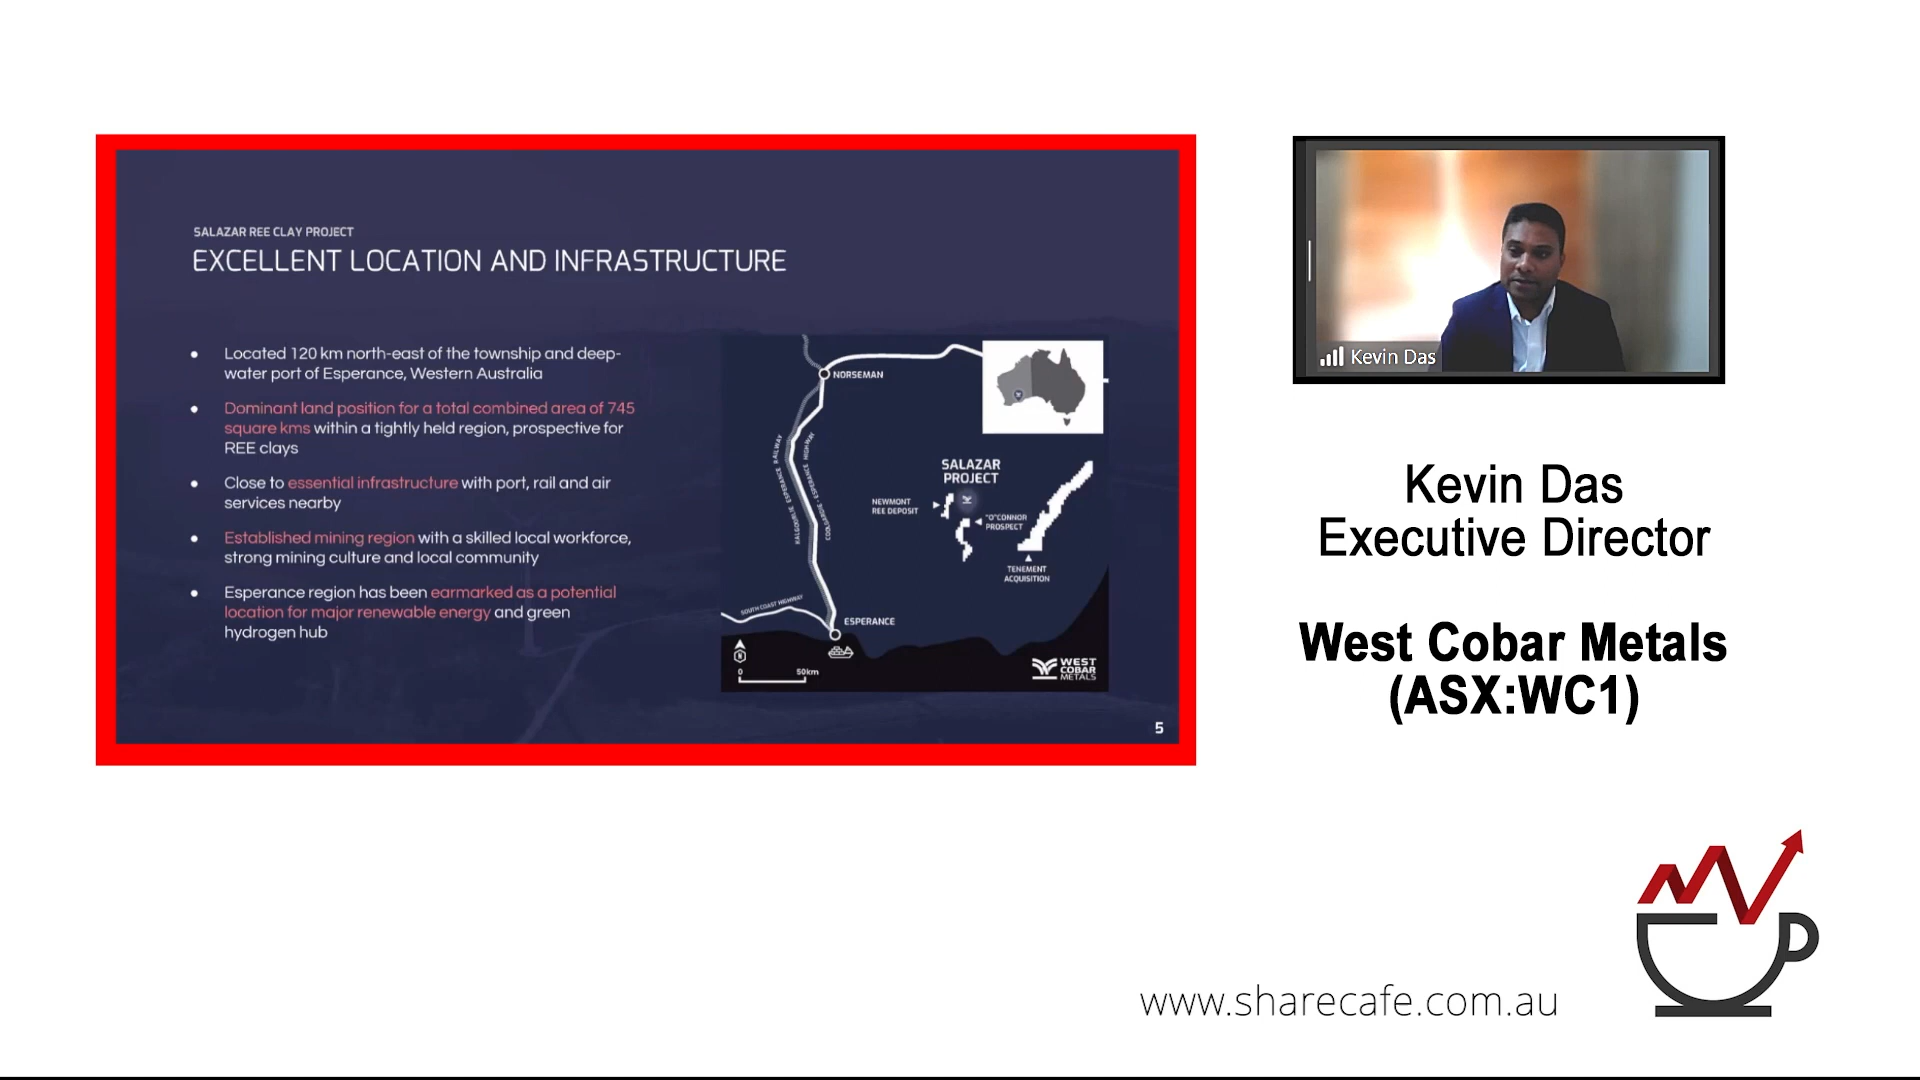 SALAZAR REE CLAY PROJECT
EXCELLENT LOCATION AND INFRASTRUCTURE
● Located 120 km north-east of the township and deep-
water port of Esperance, Western Australia
● Dominant land position for a total combined area of 745
square kms within a tightly held region, prospective for
REE clays
● Close to essential infrastructure with port, rail and air
services nearby
● Established mining region with a skilled local workforce,
strong mining culture and local community
● Esperance region has been earmarked as a potential
location for major renewable energy and green
hydrogen hub
NORSEMAN
KALGOORLIE ESPERANCE RAILWAY
COOLGARDIE - ESPERANCE HIGHWAY
SALAZAR
PROJECT
NEWMONT
REE DEPOSIT
"O"CONNOR
PROSPECT
TENEMENT
ACQUISITION
SOUTH COAST HIGHWAY
ESPERANCE
N
0 50km
WEST
COBAR
METALS
5
Kevin Das
Kevin Das
Executive Director
West Cobar Metals
(ASX:WC1)
www.sharecafe.com.au